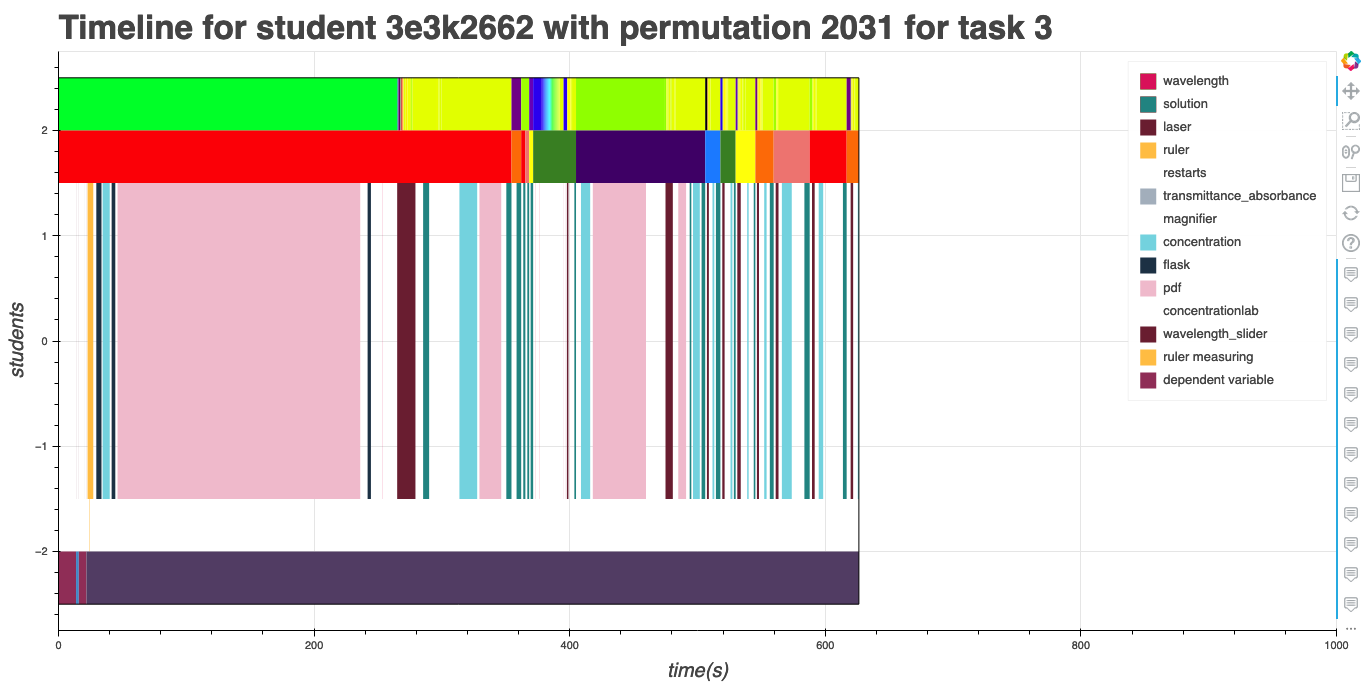 Timeline for student 3e3k2662 with permutation 2031 for task 3
wavelength
solution
laser
ruler
restarts
transmittance_absorbance
magnifier
concentration
flask
pdf
concentrationlab
wavelength_slider
ruler measuring
dependent variable
students
2
1
0
−1
−2
0
200
400
600
800
1000
time(s)